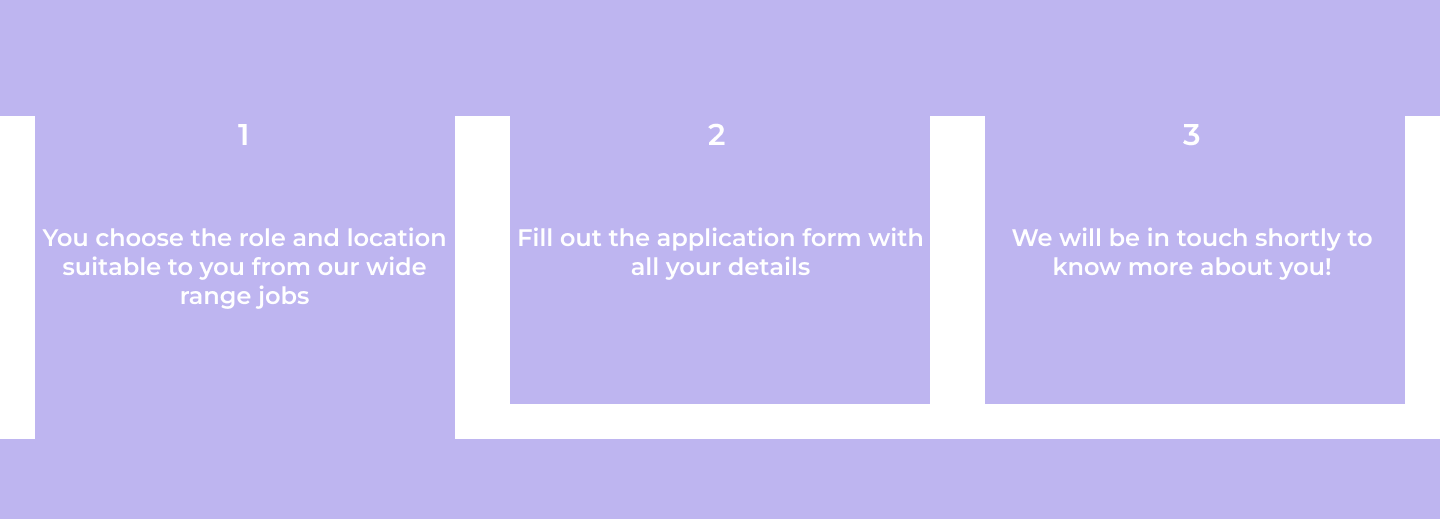 1
You choose the role and location
suitable to you from our wide
range jobs
2
Fill out the application form with
all your details
3
We will be in touch shortly to
know more about you!